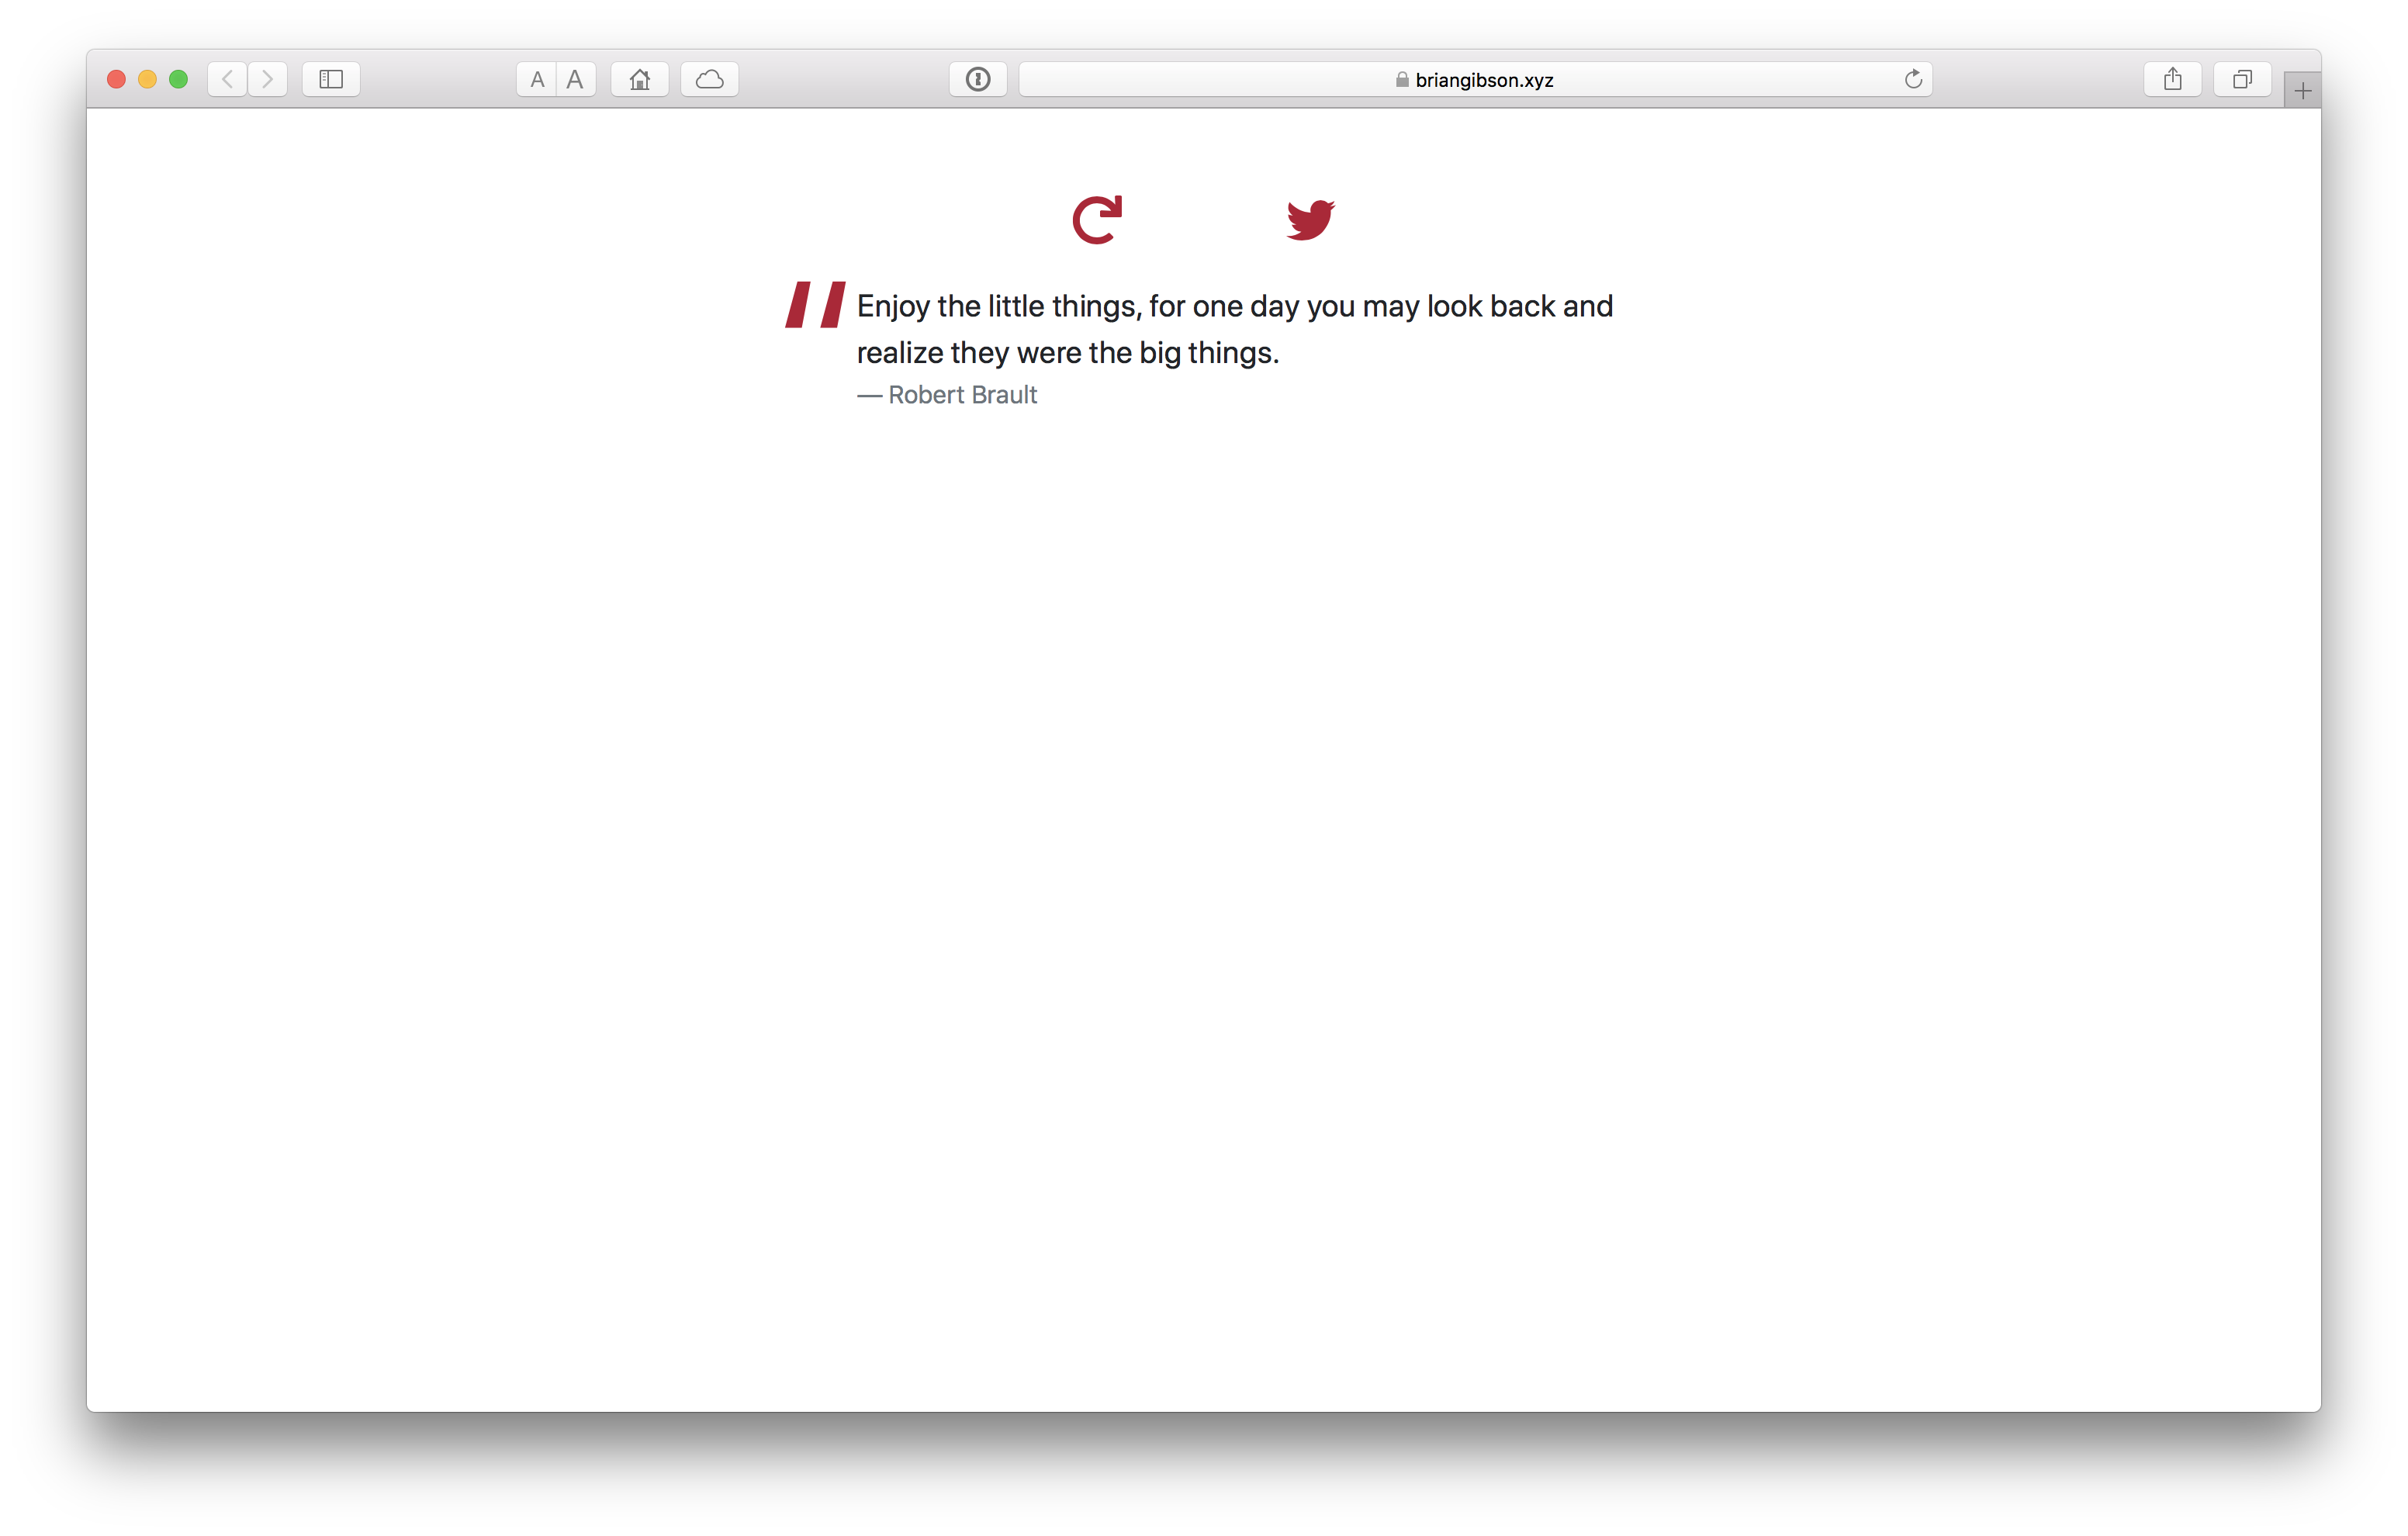 A A briangibson.xyz
" Enjoy the little things, for one day you may look back and
realize they were the big things.
— Robert Brault